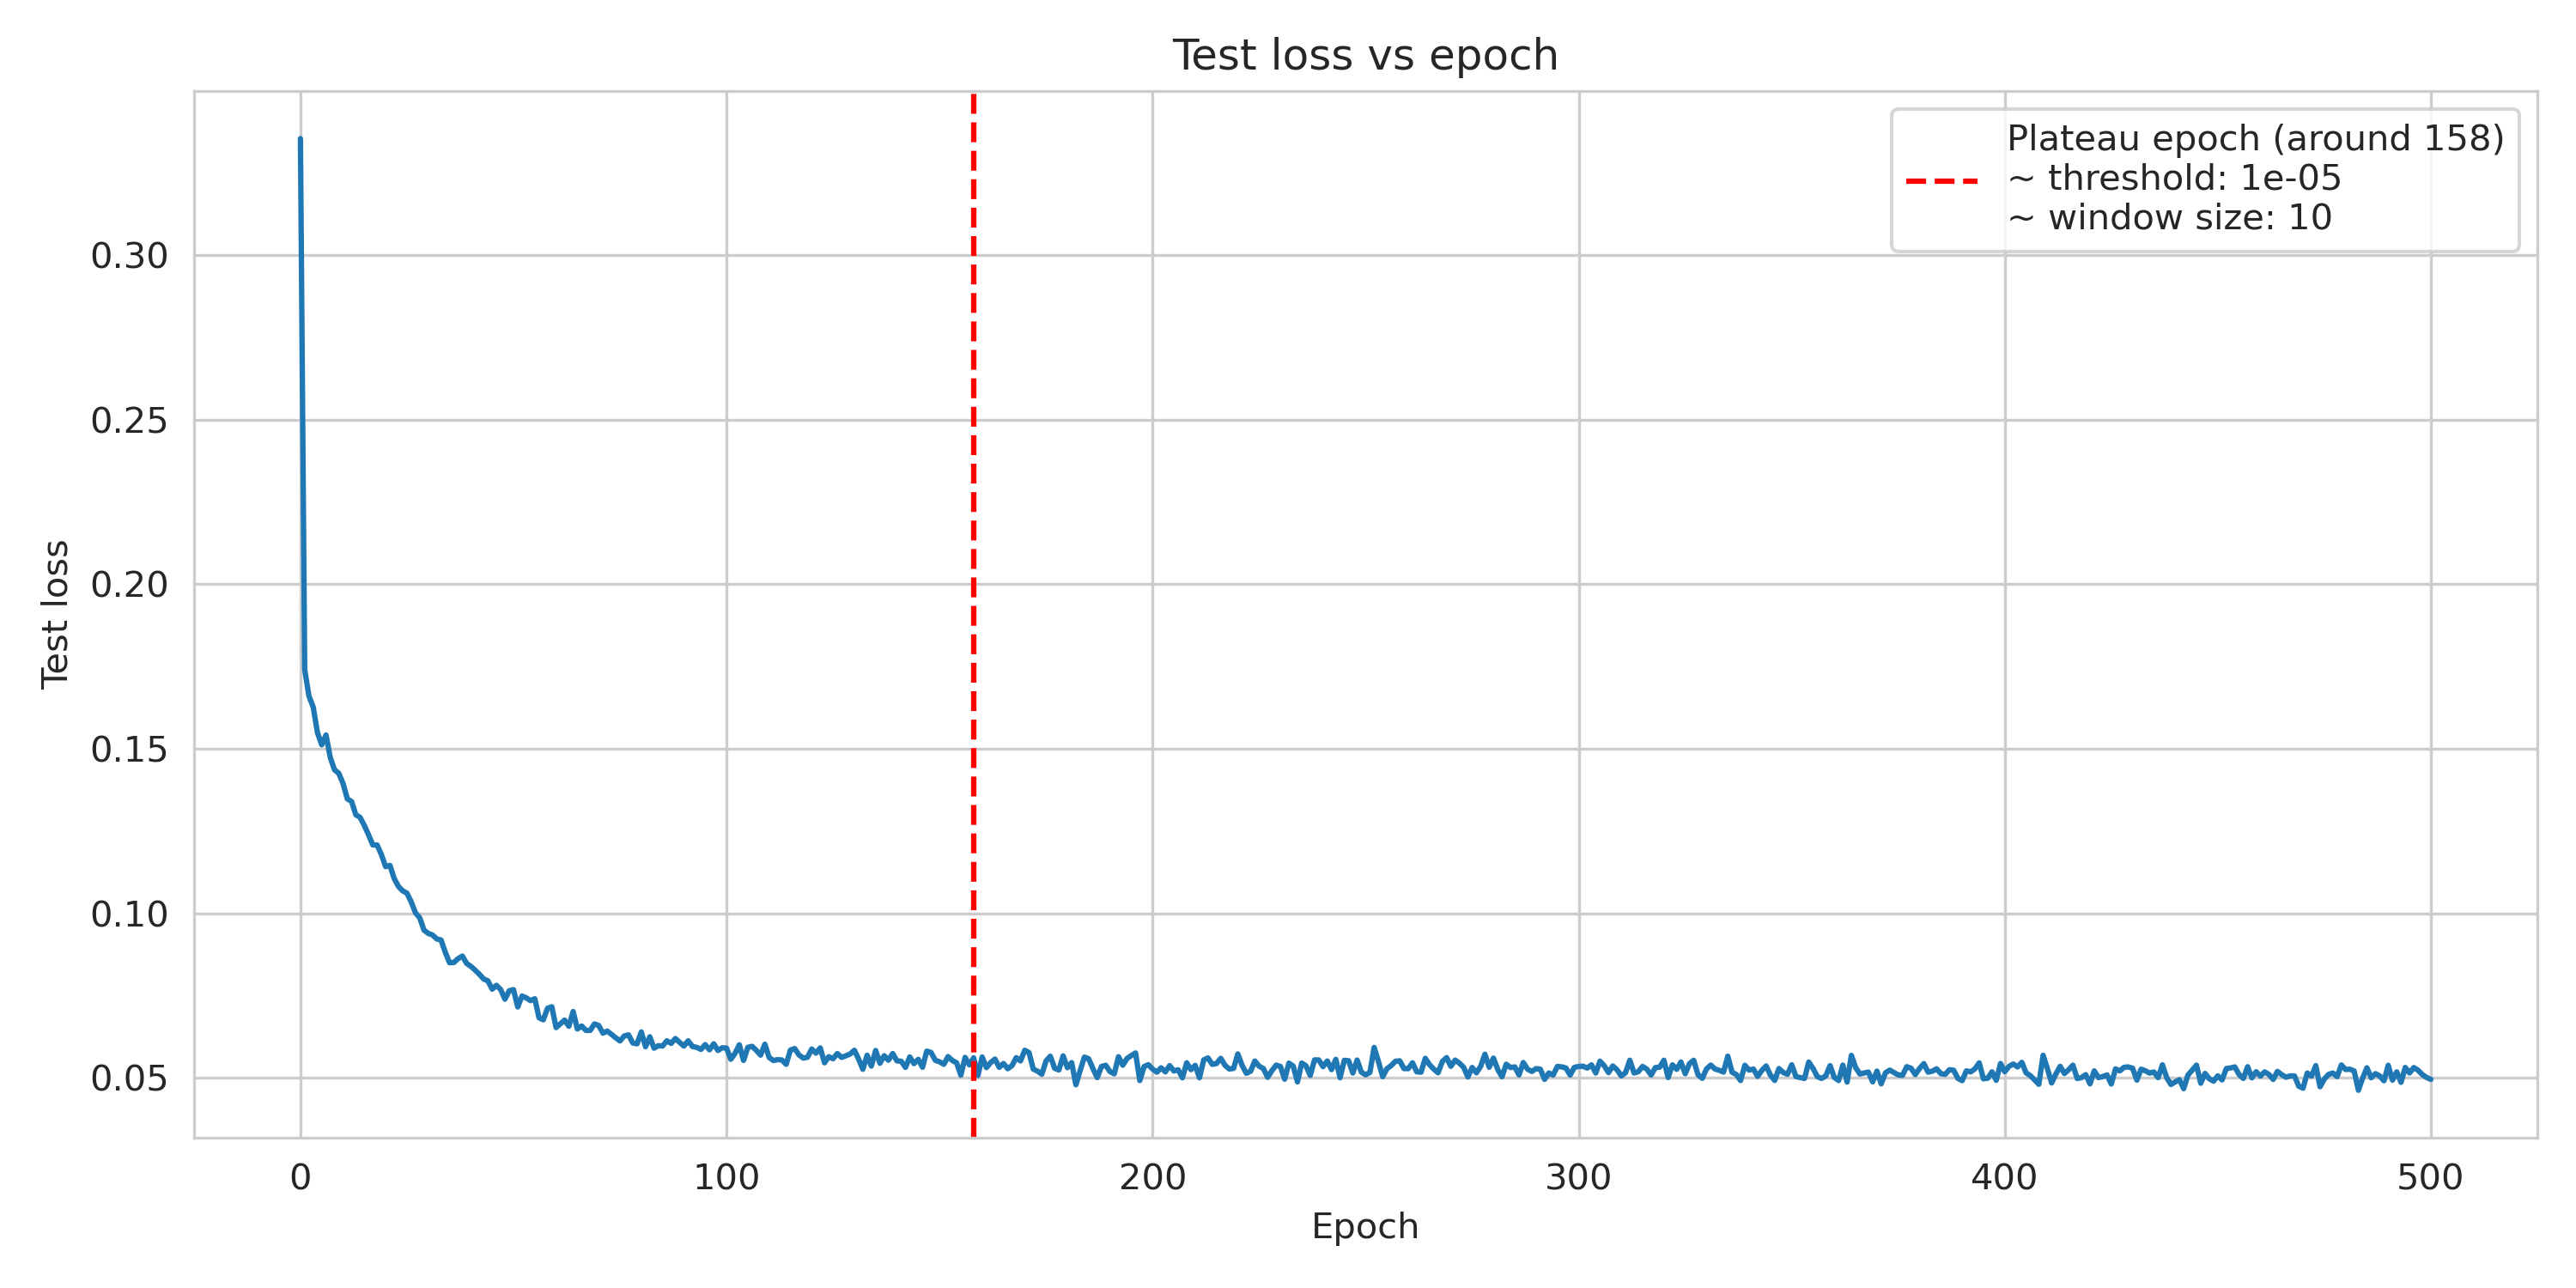 Test loss vs epoch
Plateau epoch (around 158)
~ threshold: 1e-05
~ window size: 10
Test loss
0.30
0.25
0.20
0.15
0.10
0.05
0 100 200 300 400 500
Epoch